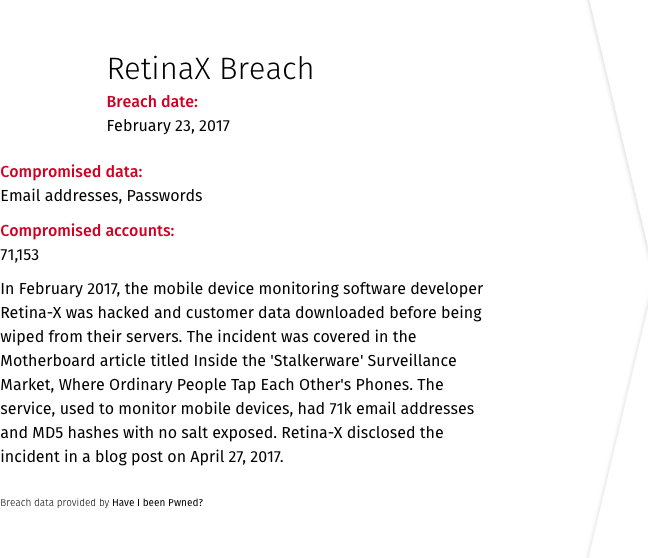 RetinaX Breach
Breach date:
February 23, 2017
Compromised data:
Email addresses, Passwords
Compromised accounts:
71,153
In February 2017, the mobile device monitoring software developer
Retina-X was hacked and customer data downloaded before being
wiped from their servers. The incident was covered in the
Motherboard article titled Inside the 'Stalkerware' Surveillance
Market, Where Ordinary People Tap Each Other's Phones. The
service, used to monitor mobile devices, had 71k email addresses
and MD5 hashes with no salt exposed. Retina-X disclosed the
incident in a blog post on April 27, 2017.
Breach data provided by Have I been Pwned?